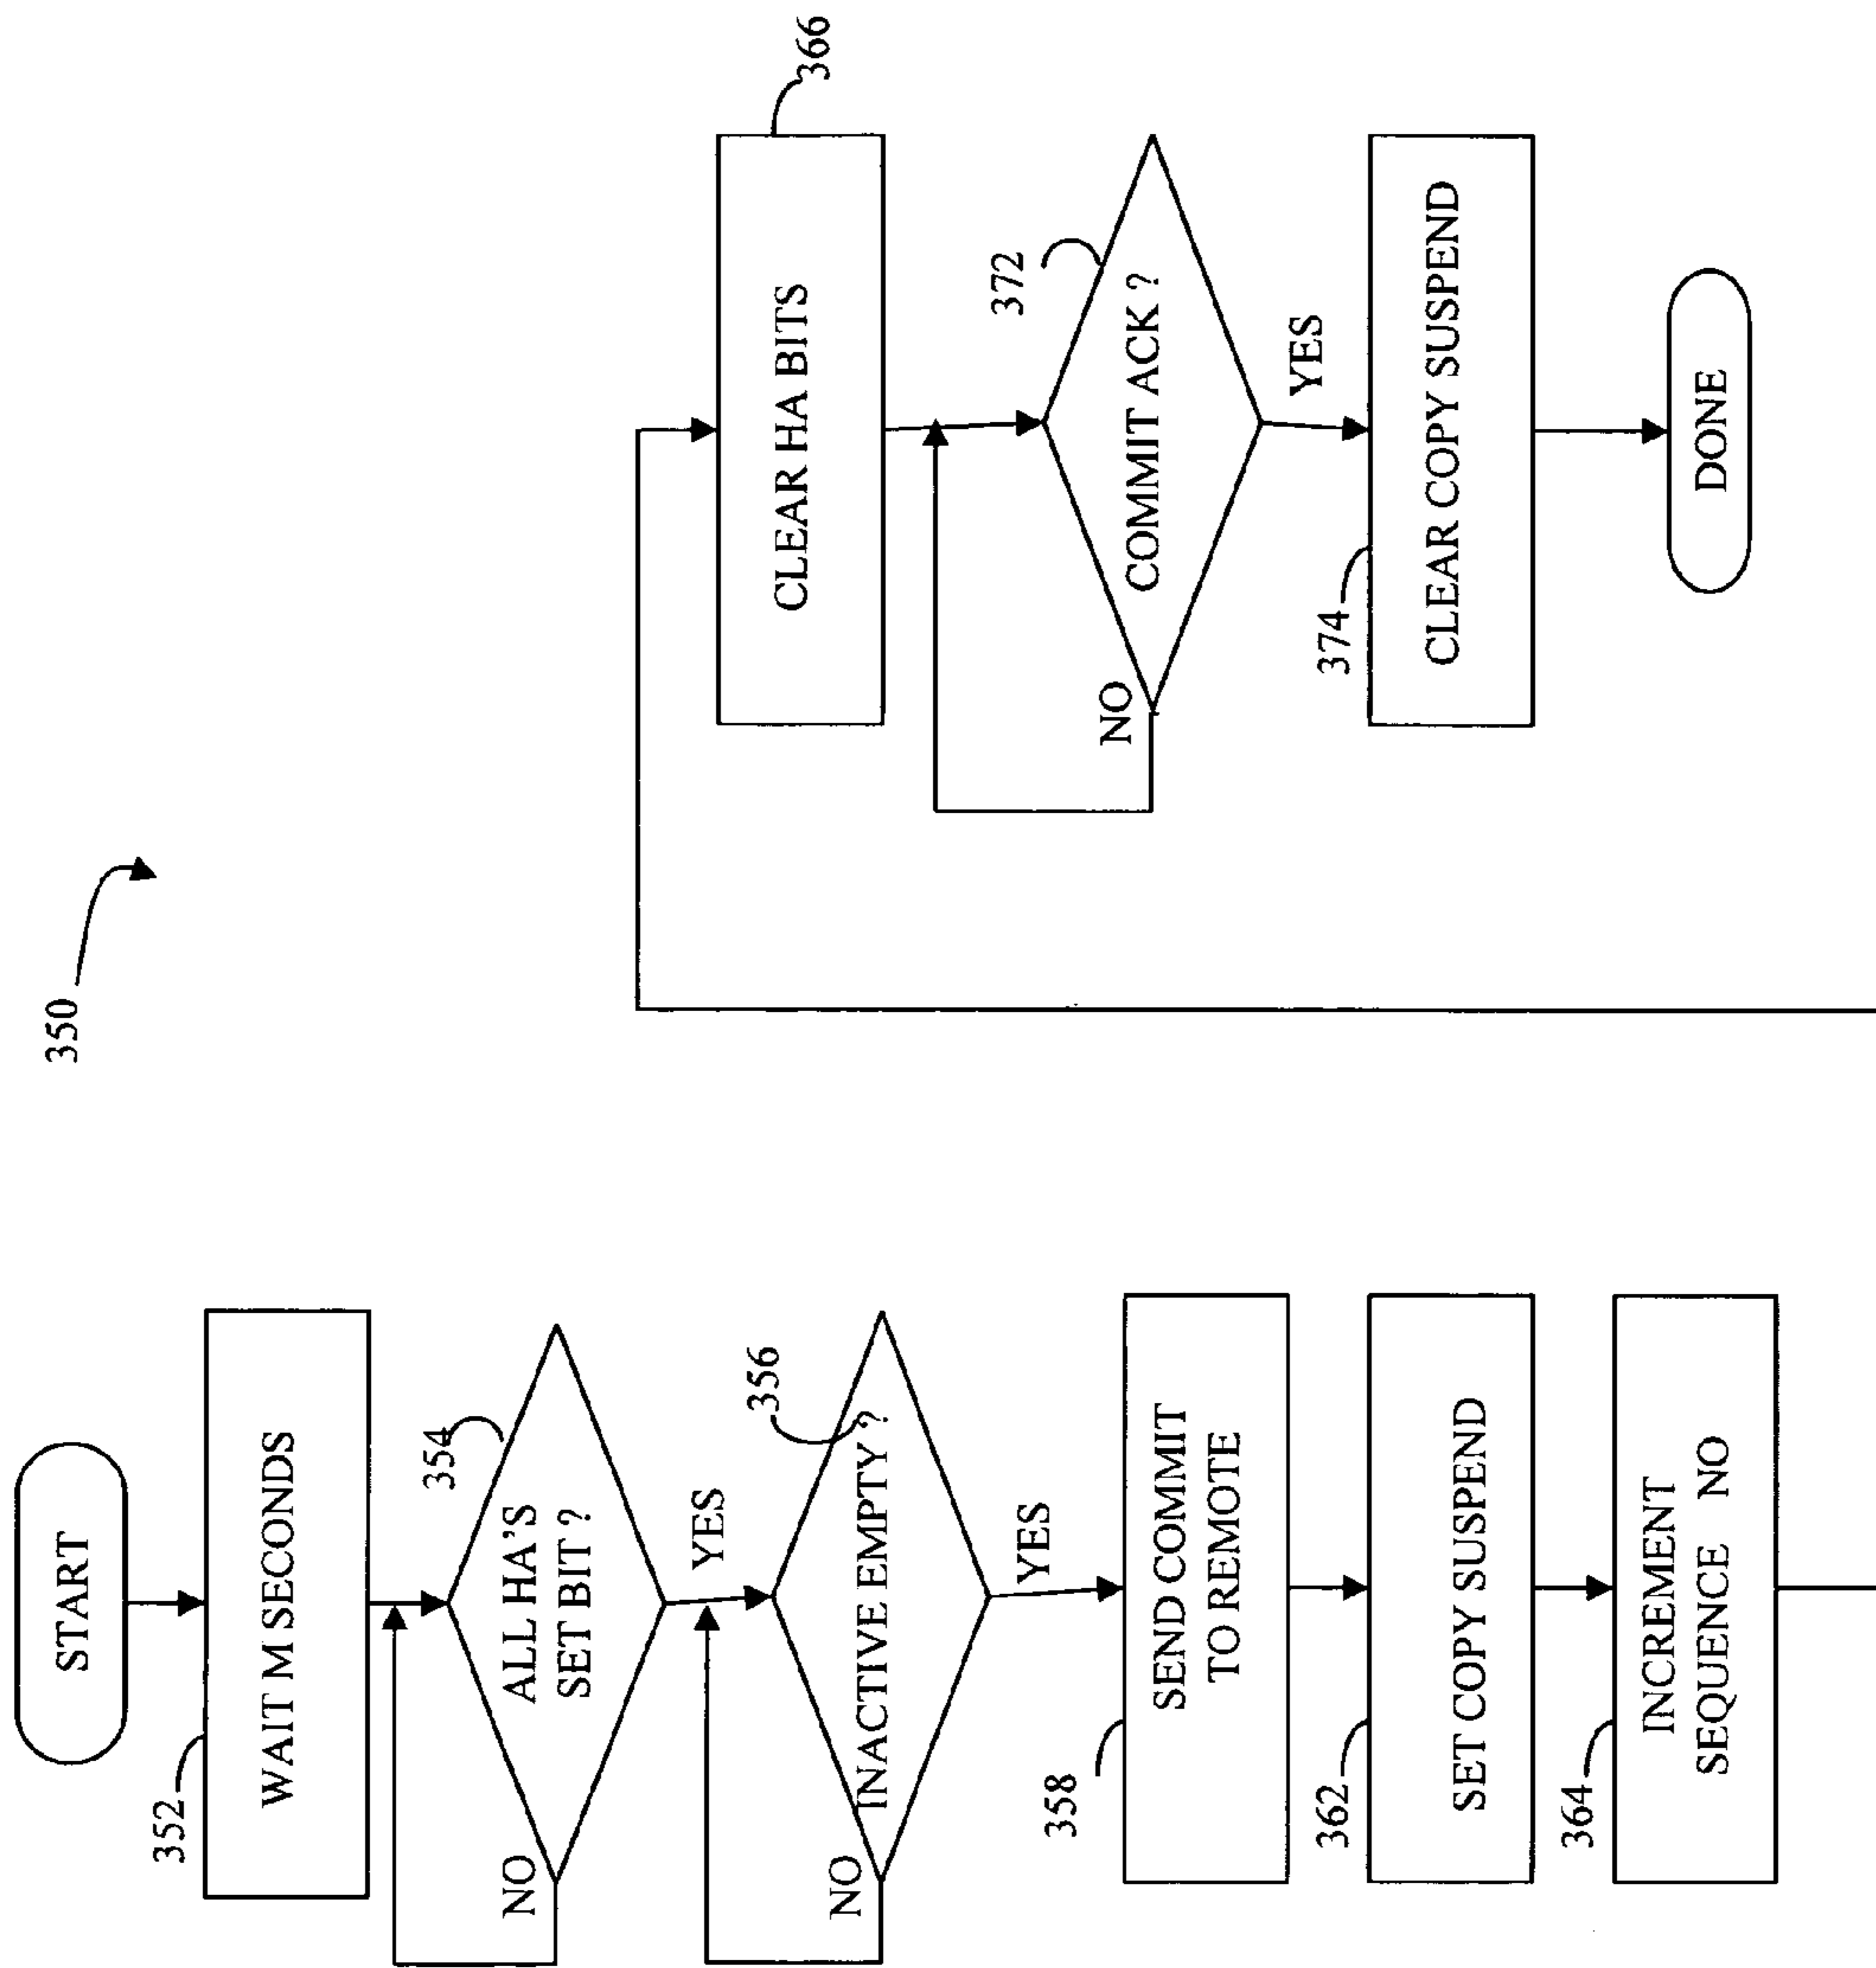 350
START
352
WAIT M SECONDS
354
ALL HA'S
SET BIT ?
NO
YES
356
INACTIVE EMPTY ?
NO
YES
358
SEND COMMIT
TO REMOTE
362
SET COPY SUSPEND
364
INCREMENT
SEQUENCE NO
366
CLEAR HA BITS
372
COMMIT ACK ?
NO
YES
374
CLEAR COPY SUSPEND
DONE